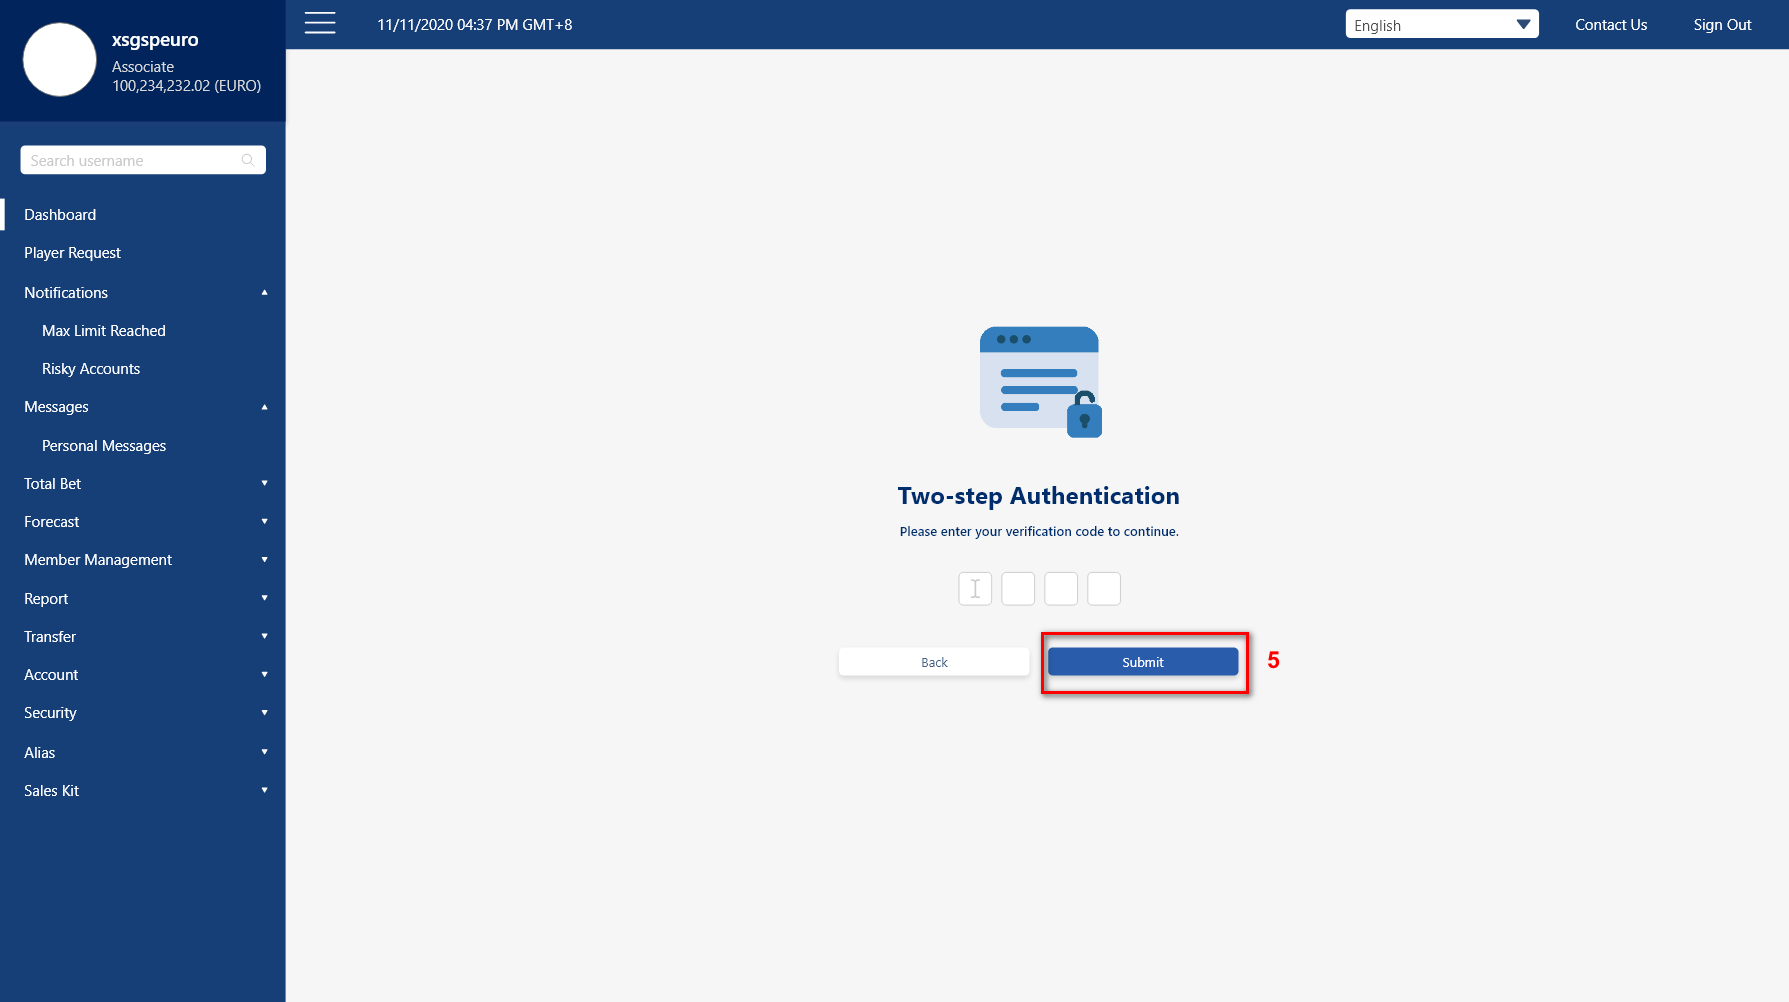 xsgspeuro
Associate
100,234,232.02 (EURO)
Search username
Dashboard
Player Request
Notifications
Max Limit Reached
Risky Accounts
Messages
Personal Messages
Total Bet
Forecast
Member Management
Report
Transfer
Account
Security
Alias
Sales Kit
11/11/2020 04:37 PM GMT+8
English
Contact Us
Sign Out
Two-step Authentication
Please enter your verification code to continue.
Back
Submit
5